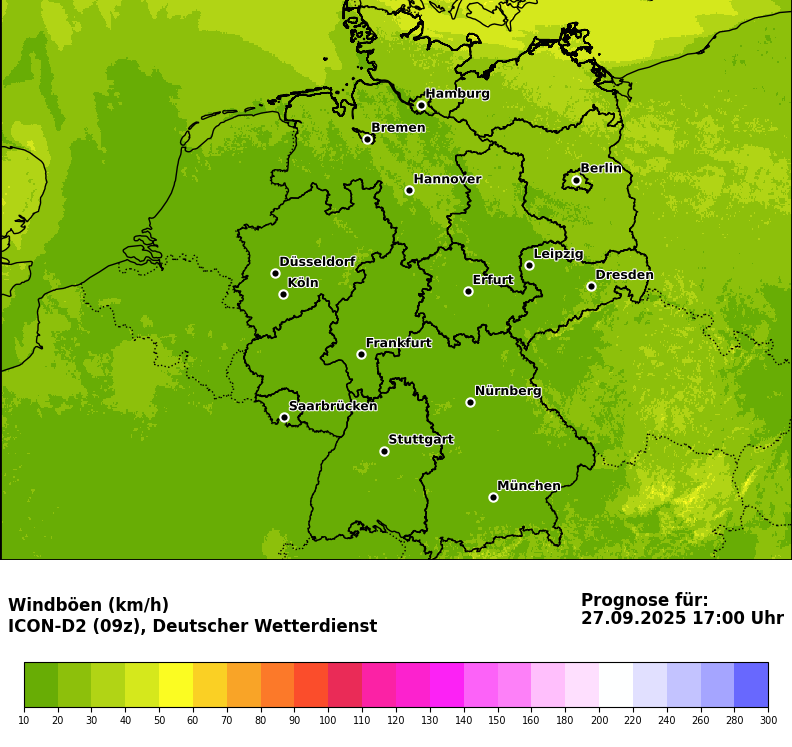 Hamburg
Bremen
Berlin
Hannover
Leipzig
Düsseldorf
Dresden
Köln
Erfurt
Frankfurt
Nürnberg
Saarbrücken
Stuttgart
München
Windböen (km/h)
ICON-D2 (09z), Deutscher Wetterdienst
Prognose für:
27.09.2025 17:00 Uhr
10 20 30 40 50 60 70 80 90 100 110 120 130 140 150 160 180 200 220 240 260 280 300